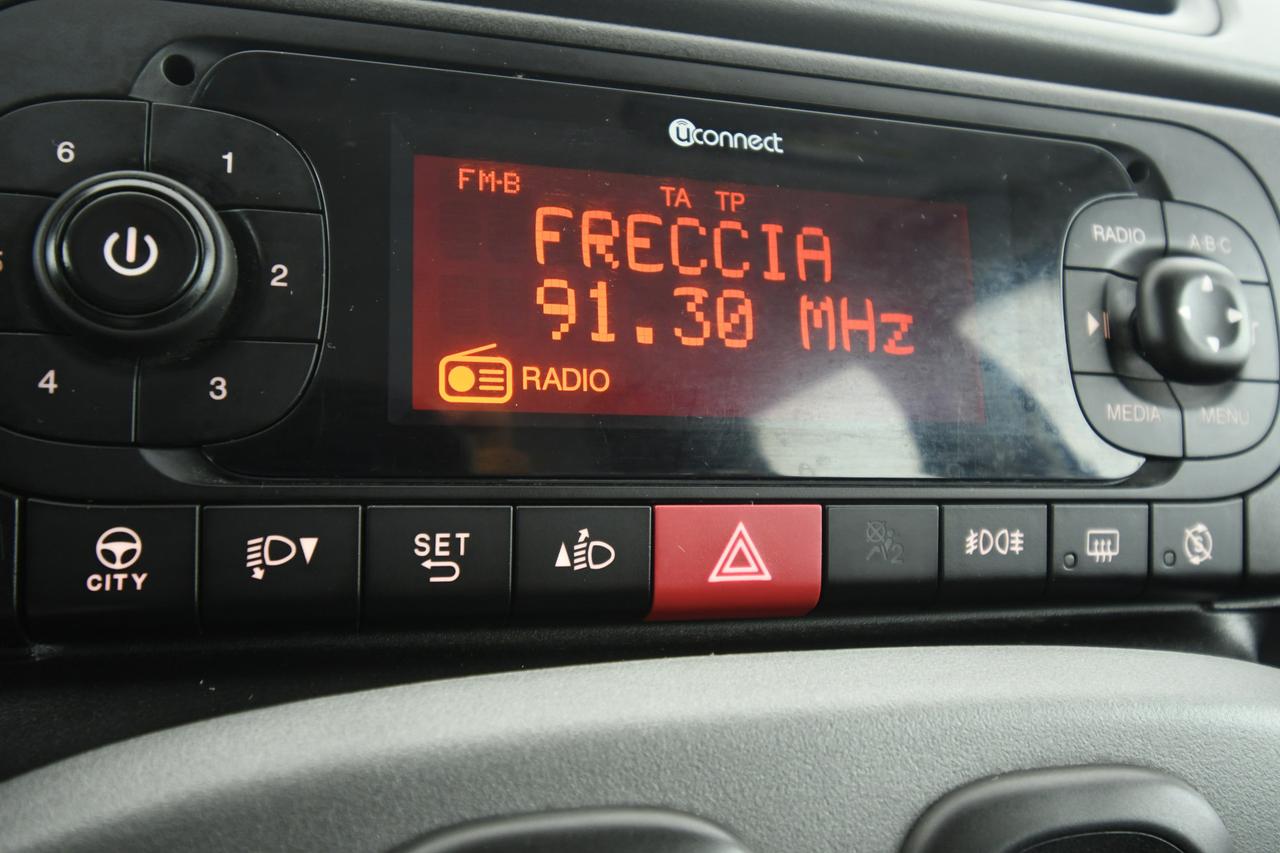 uconnect
FM-B
TA TP
FRECCIA
91.30 MHz
RADIO
6
1
2
3
4
RADIO
A·B·C
MEDIA
MENU
CITY
SET
2